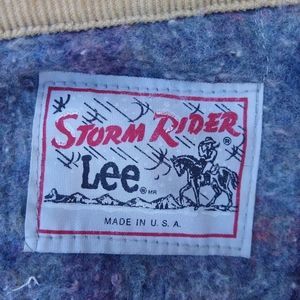 STORM RIDER®
Lee® MR
MADE IN U. S. A.